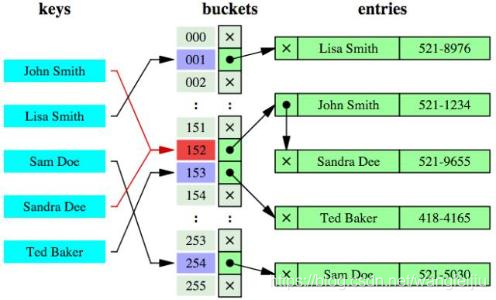 keys buckets entries
000 ×
001 × Lisa Smith 521-8976
002 ×
: :
151 ×
152 John Smith 521-1234
153
154 ×
: :
253 ×
254
255 ×
John Smith
Lisa Smith
Sam Doe
Sandra Dee
Ted Baker
× Sandra Dee 521-9655
× Ted Baker 418-4165
× Sam Doe 521-5030
https://blog.csdn.net/wangleijiu